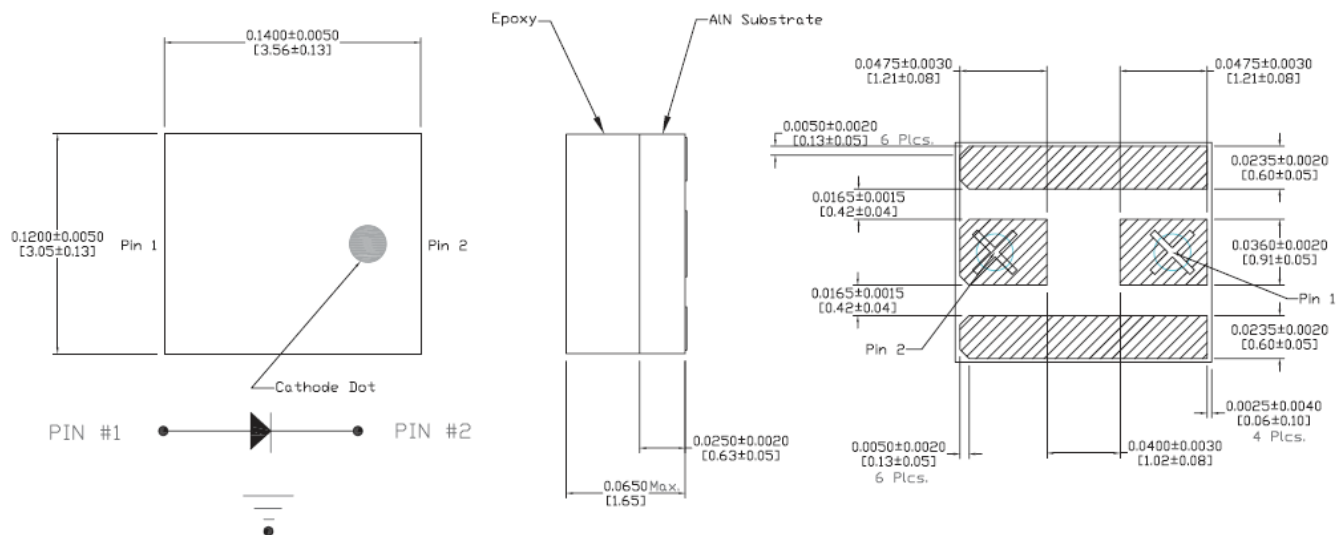 Epoxy
AlN Substrate
0.1400±0.0050
[3.56±0.13]
0.1200±0.0050
[3.05±0.13]
Pin 1
Pin 2
Cathode Dot
PIN #1
PIN #2
0.0250±0.0020
[0.63±0.05]
0.0650 Max.
[1.65]
0.0475±0.0030
[1.21±0.08]
0.0475±0.0030
[1.21±0.08]
0.0050±0.0020
[0.13±0.05] 6 Plcs.
0.0235±0.0020
[0.60±0.05]
0.0165±0.0015
[0.42±0.04]
0.0360±0.0020
[0.91±0.05]
0.0165±0.0015
[0.42±0.04]
Pin 1
Pin 2
0.0235±0.0020
[0.60±0.05]
0.0025±0.0040
[0.06±0.10]
4 Plcs.
0.0050±0.0020
[0.13±0.05]
6 Plcs.
0.0400±0.0030
[1.02±0.08]